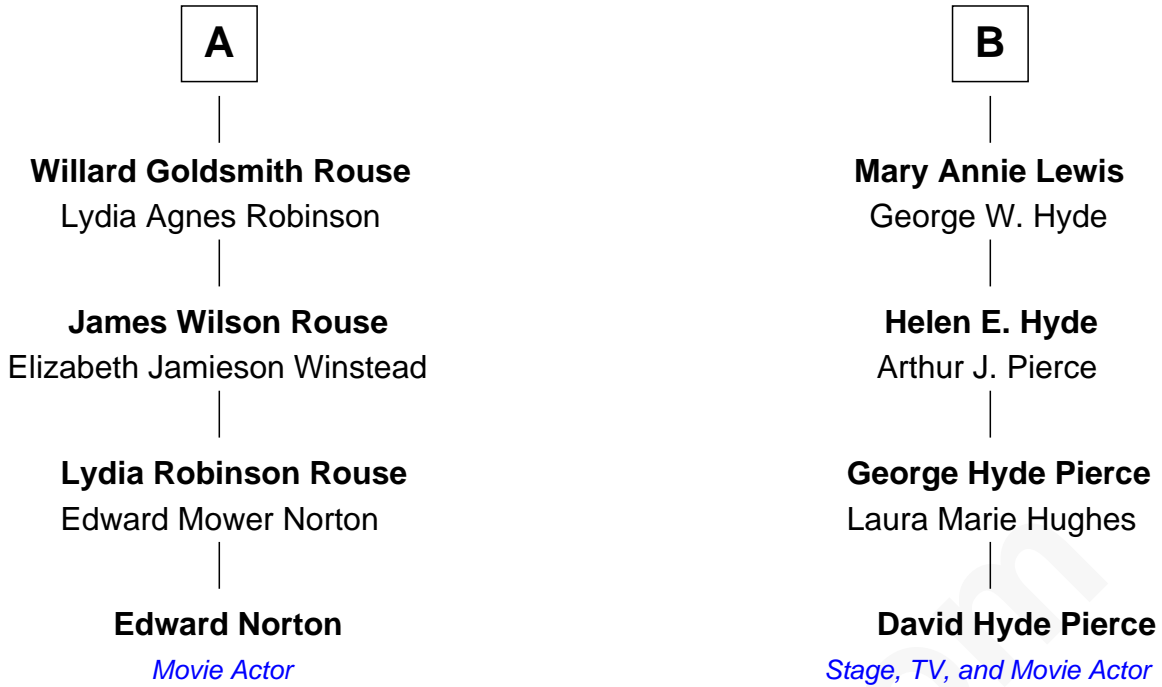 A
Willard Goldsmith Rouse
Lydia Agnes Robinson
James Wilson Rouse
Elizabeth Jamieson Winstead
Lydia Robinson Rouse
Edward Mower Norton
Edward Norton
Movie Actor
B
Mary Annie Lewis
George W. Hyde
Helen E. Hyde
Arthur J. Pierce
George Hyde Pierce
Laura Marie Hughes
David Hyde Pierce
Stage, TV, and Movie Actor